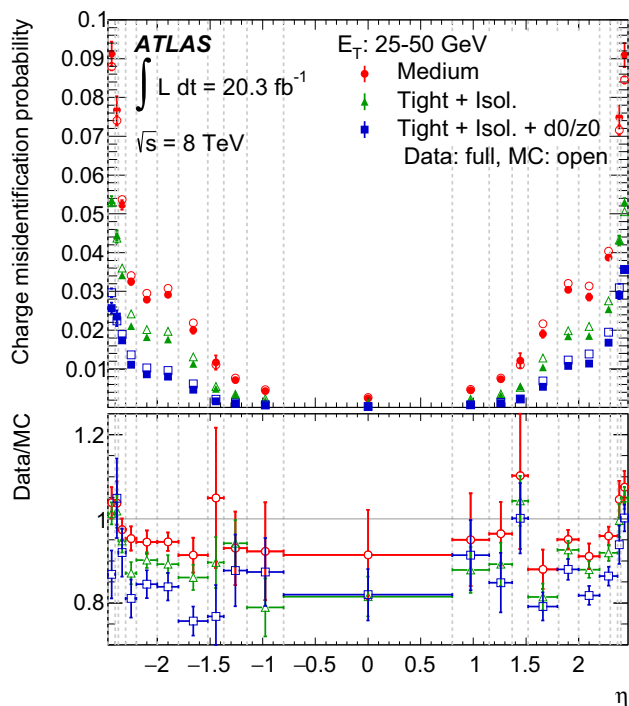 0.1
0.09
0.08
0.07
0.06
0.05
0.04
0.03
0.02
0.01
Charge misidentification probability
ATLAS
∫ L dt = 20.3 fb⁻¹
√s = 8 TeV
E_T: 25-50 GeV
Medium
Tight + Isol.
Tight + Isol. + d0/z0
Data: full, MC: open
Data/MC
1.2
1
0.8
−2 −1.5 −1 −0.5 0 0.5 1 1.5 2
η